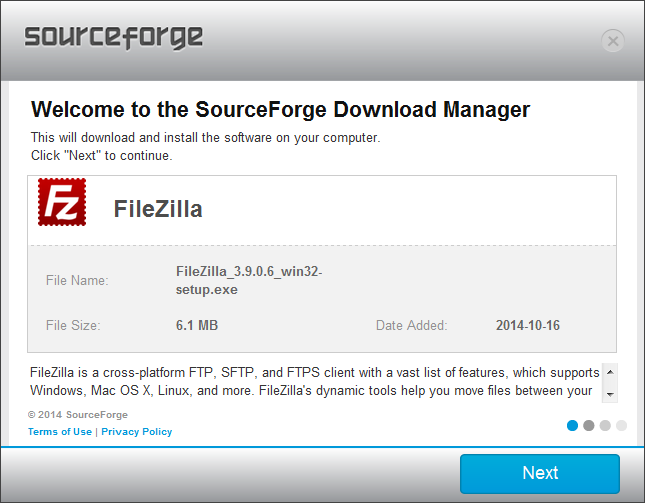 sourceforge
Welcome to the SourceForge Download Manager
This will download and install the software on your computer.
Click "Next" to continue.
Fz
FileZilla
File Name:
FileZilla_3.9.0.6_win32-
setup.exe
File Size:
6.1 MB
Date Added:
2014-10-16
FileZilla is a cross-platform FTP, SFTP, and FTPS client with a vast list of features, which supports
Windows, Mac OS X, Linux, and more. FileZilla's dynamic tools help you move files between your
© 2014 SourceForge
Terms of Use | Privacy Policy
Next